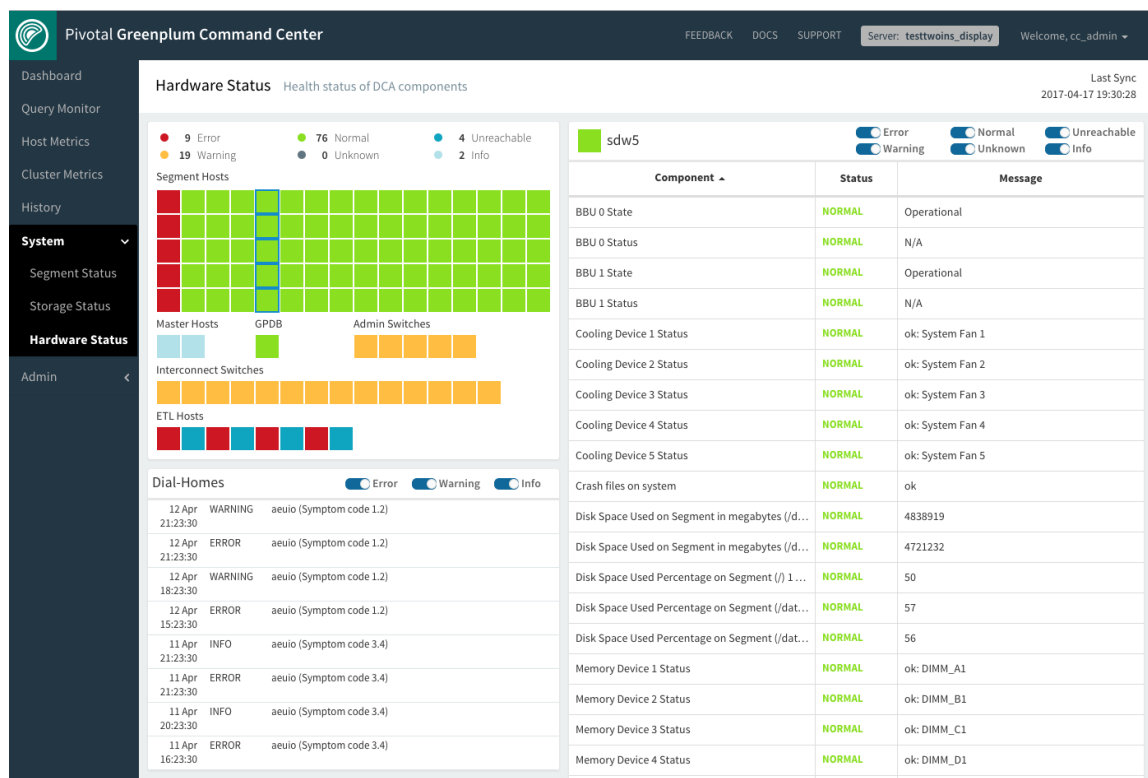 Pivotal Greenplum Command Center
FEEDBACK DOCS SUPPORT Server: testtwoins_display Welcome, cc_admin
Dashboard
Query Monitor
Host Metrics
Cluster Metrics
History
System
Segment Status
Storage Status
Hardware Status
Admin
Hardware Status Health status of DCA components
Last Sync
2017-04-17 19:30:28
9 Error 76 Normal 4 Unreachable
19 Warning 0 Unknown 2 Info
Segment Hosts
Master Hosts GPDB Admin Switches
Interconnect Switches
ETL Hosts
Dial-Homes Error Warning Info
12 Apr WARNING aeuio (Symptom code 1.2)
21:23:30
12 Apr ERROR aeuio (Symptom code 1.2)
21:23:30
12 Apr WARNING aeuio (Symptom code 1.2)
18:23:30
12 Apr ERROR aeuio (Symptom code 1.2)
15:23:30
11 Apr INFO aeuio (Symptom code 3.4)
21:23:30
11 Apr ERROR aeuio (Symptom code 3.4)
21:23:30
11 Apr INFO aeuio (Symptom code 3.4)
20:23:30
11 Apr ERROR aeuio (Symptom code 3.4)
16:23:30
sdw5 Error Normal Unreachable
Warning Unknown Info
Component Status Message
BBU 0 State NORMAL Operational
BBU 0 Status NORMAL N/A
BBU 1 State NORMAL Operational
BBU 1 Status NORMAL N/A
Cooling Device 1 Status NORMAL ok: System Fan 1
Cooling Device 2 Status NORMAL ok: System Fan 2
Cooling Device 3 Status NORMAL ok: System Fan 3
Cooling Device 4 Status NORMAL ok: System Fan 4
Cooling Device 5 Status NORMAL ok: System Fan 5
Crash files on system NORMAL ok
Disk Space Used on Segment in megabytes (/d... NORMAL 4838919
Disk Space Used on Segment in megabytes (/d... NORMAL 4721232
Disk Space Used Percentage on Segment (/) 1 ... NORMAL 50
Disk Space Used Percentage on Segment (/dat... NORMAL 57
Disk Space Used Percentage on Segment (/dat... NORMAL 56
Memory Device 1 Status NORMAL ok: DIMM_A1
Memory Device 2 Status NORMAL ok: DIMM_B1
Memory Device 3 Status NORMAL ok: DIMM_C1
Memory Device 4 Status NORMAL ok: DIMM_D1